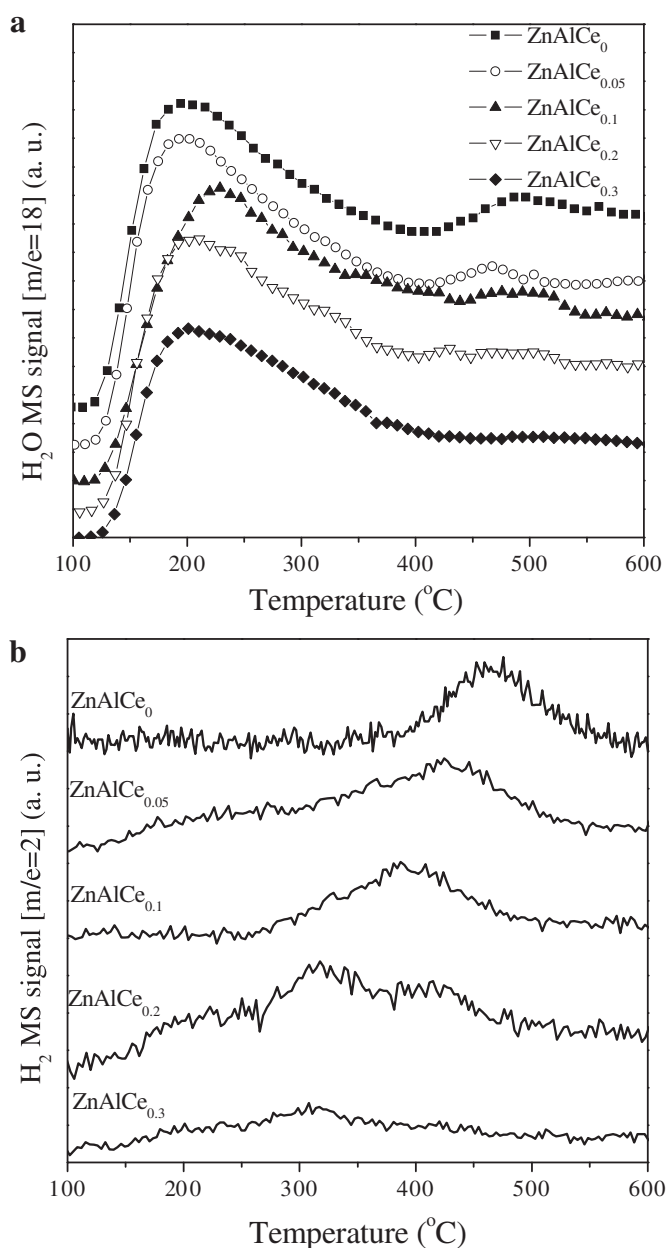 a
H₂O MS signal [m/e=18] (a. u.)
ZnAlCe₀
ZnAlCe₀.₀₅
ZnAlCe₀.₁
ZnAlCe₀.₂
ZnAlCe₀.₃
100 200 300 400 500 600
Temperature (°C)
b
H₂ MS signal [m/e=2] (a. u.)
ZnAlCe₀
ZnAlCe₀.₀₅
ZnAlCe₀.₁
ZnAlCe₀.₂
ZnAlCe₀.₃
100 200 300 400 500 600
Temperature (°C)